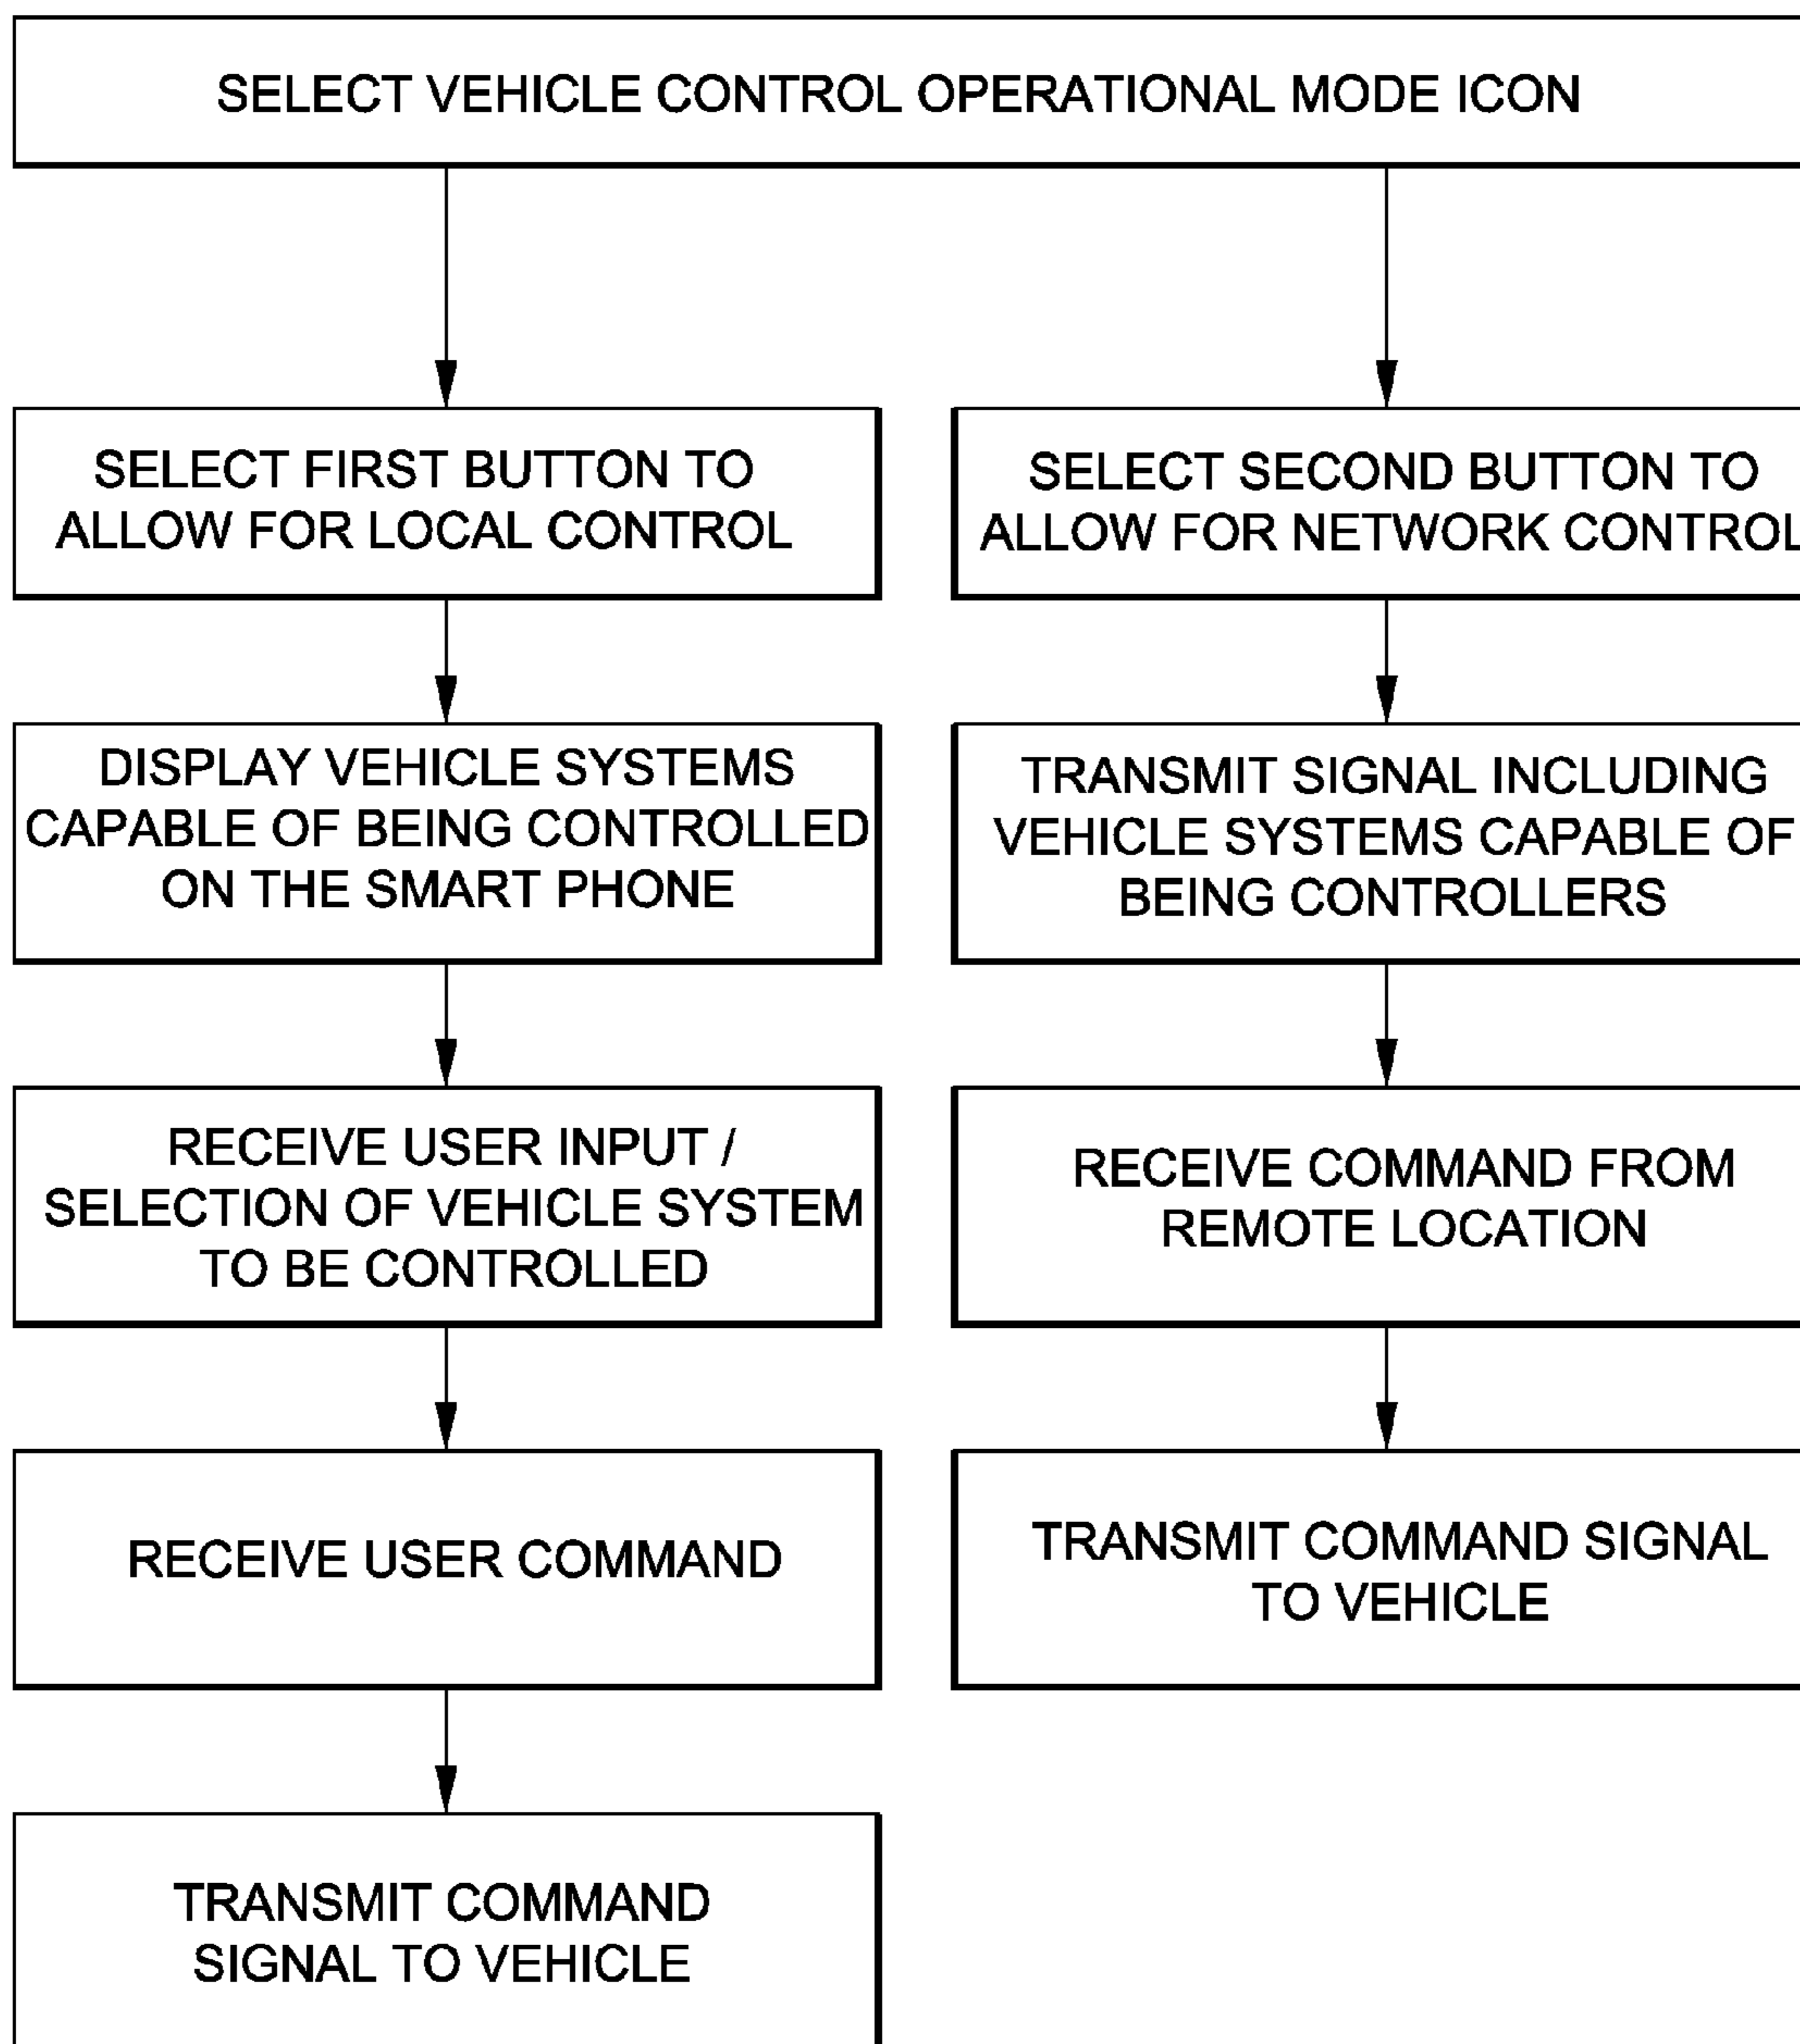 SELECT VEHICLE CONTROL OPERATIONAL MODE ICON
SELECT FIRST BUTTON TO
ALLOW FOR LOCAL CONTROL
DISPLAY VEHICLE SYSTEMS
CAPABLE OF BEING CONTROLLED
ON THE SMART PHONE
RECEIVE USER INPUT /
SELECTION OF VEHICLE SYSTEM
TO BE CONTROLLED
RECEIVE USER COMMAND
TRANSMIT COMMAND
SIGNAL TO VEHICLE
SELECT SECOND BUTTON TO
ALLOW FOR NETWORK CONTROL
TRANSMIT SIGNAL INCLUDING
VEHICLE SYSTEMS CAPABLE OF
BEING CONTROLLERS
RECEIVE COMMAND FROM
REMOTE LOCATION
TRANSMIT COMMAND SIGNAL
TO VEHICLE